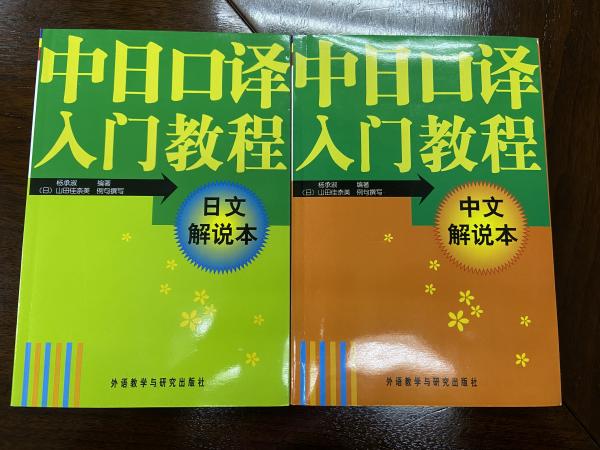 中日口译
入门教程
杨承淑 编著
（日）山田佳奈美 例句撰写
日文
解说本
外语教学与研究出版社
中日口译
入门教程
杨承淑 编著
（日）山田佳奈美 例句撰写
中文
解说本
外语教学与研究出版社